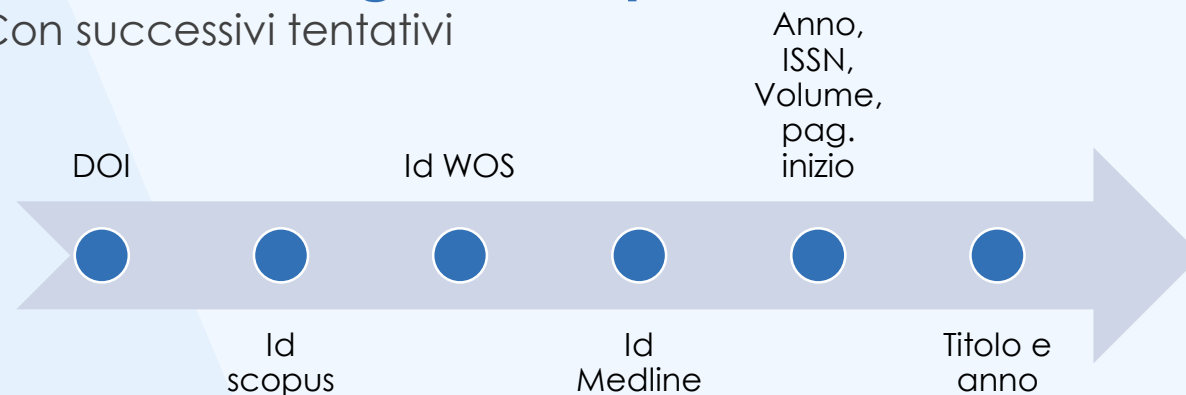 Con successivi tentativi
Anno,
ISSN,
Volume,
pag.
inizio
DOI
Id WOS
Id
scopus
Id
Medline
Titolo e
anno